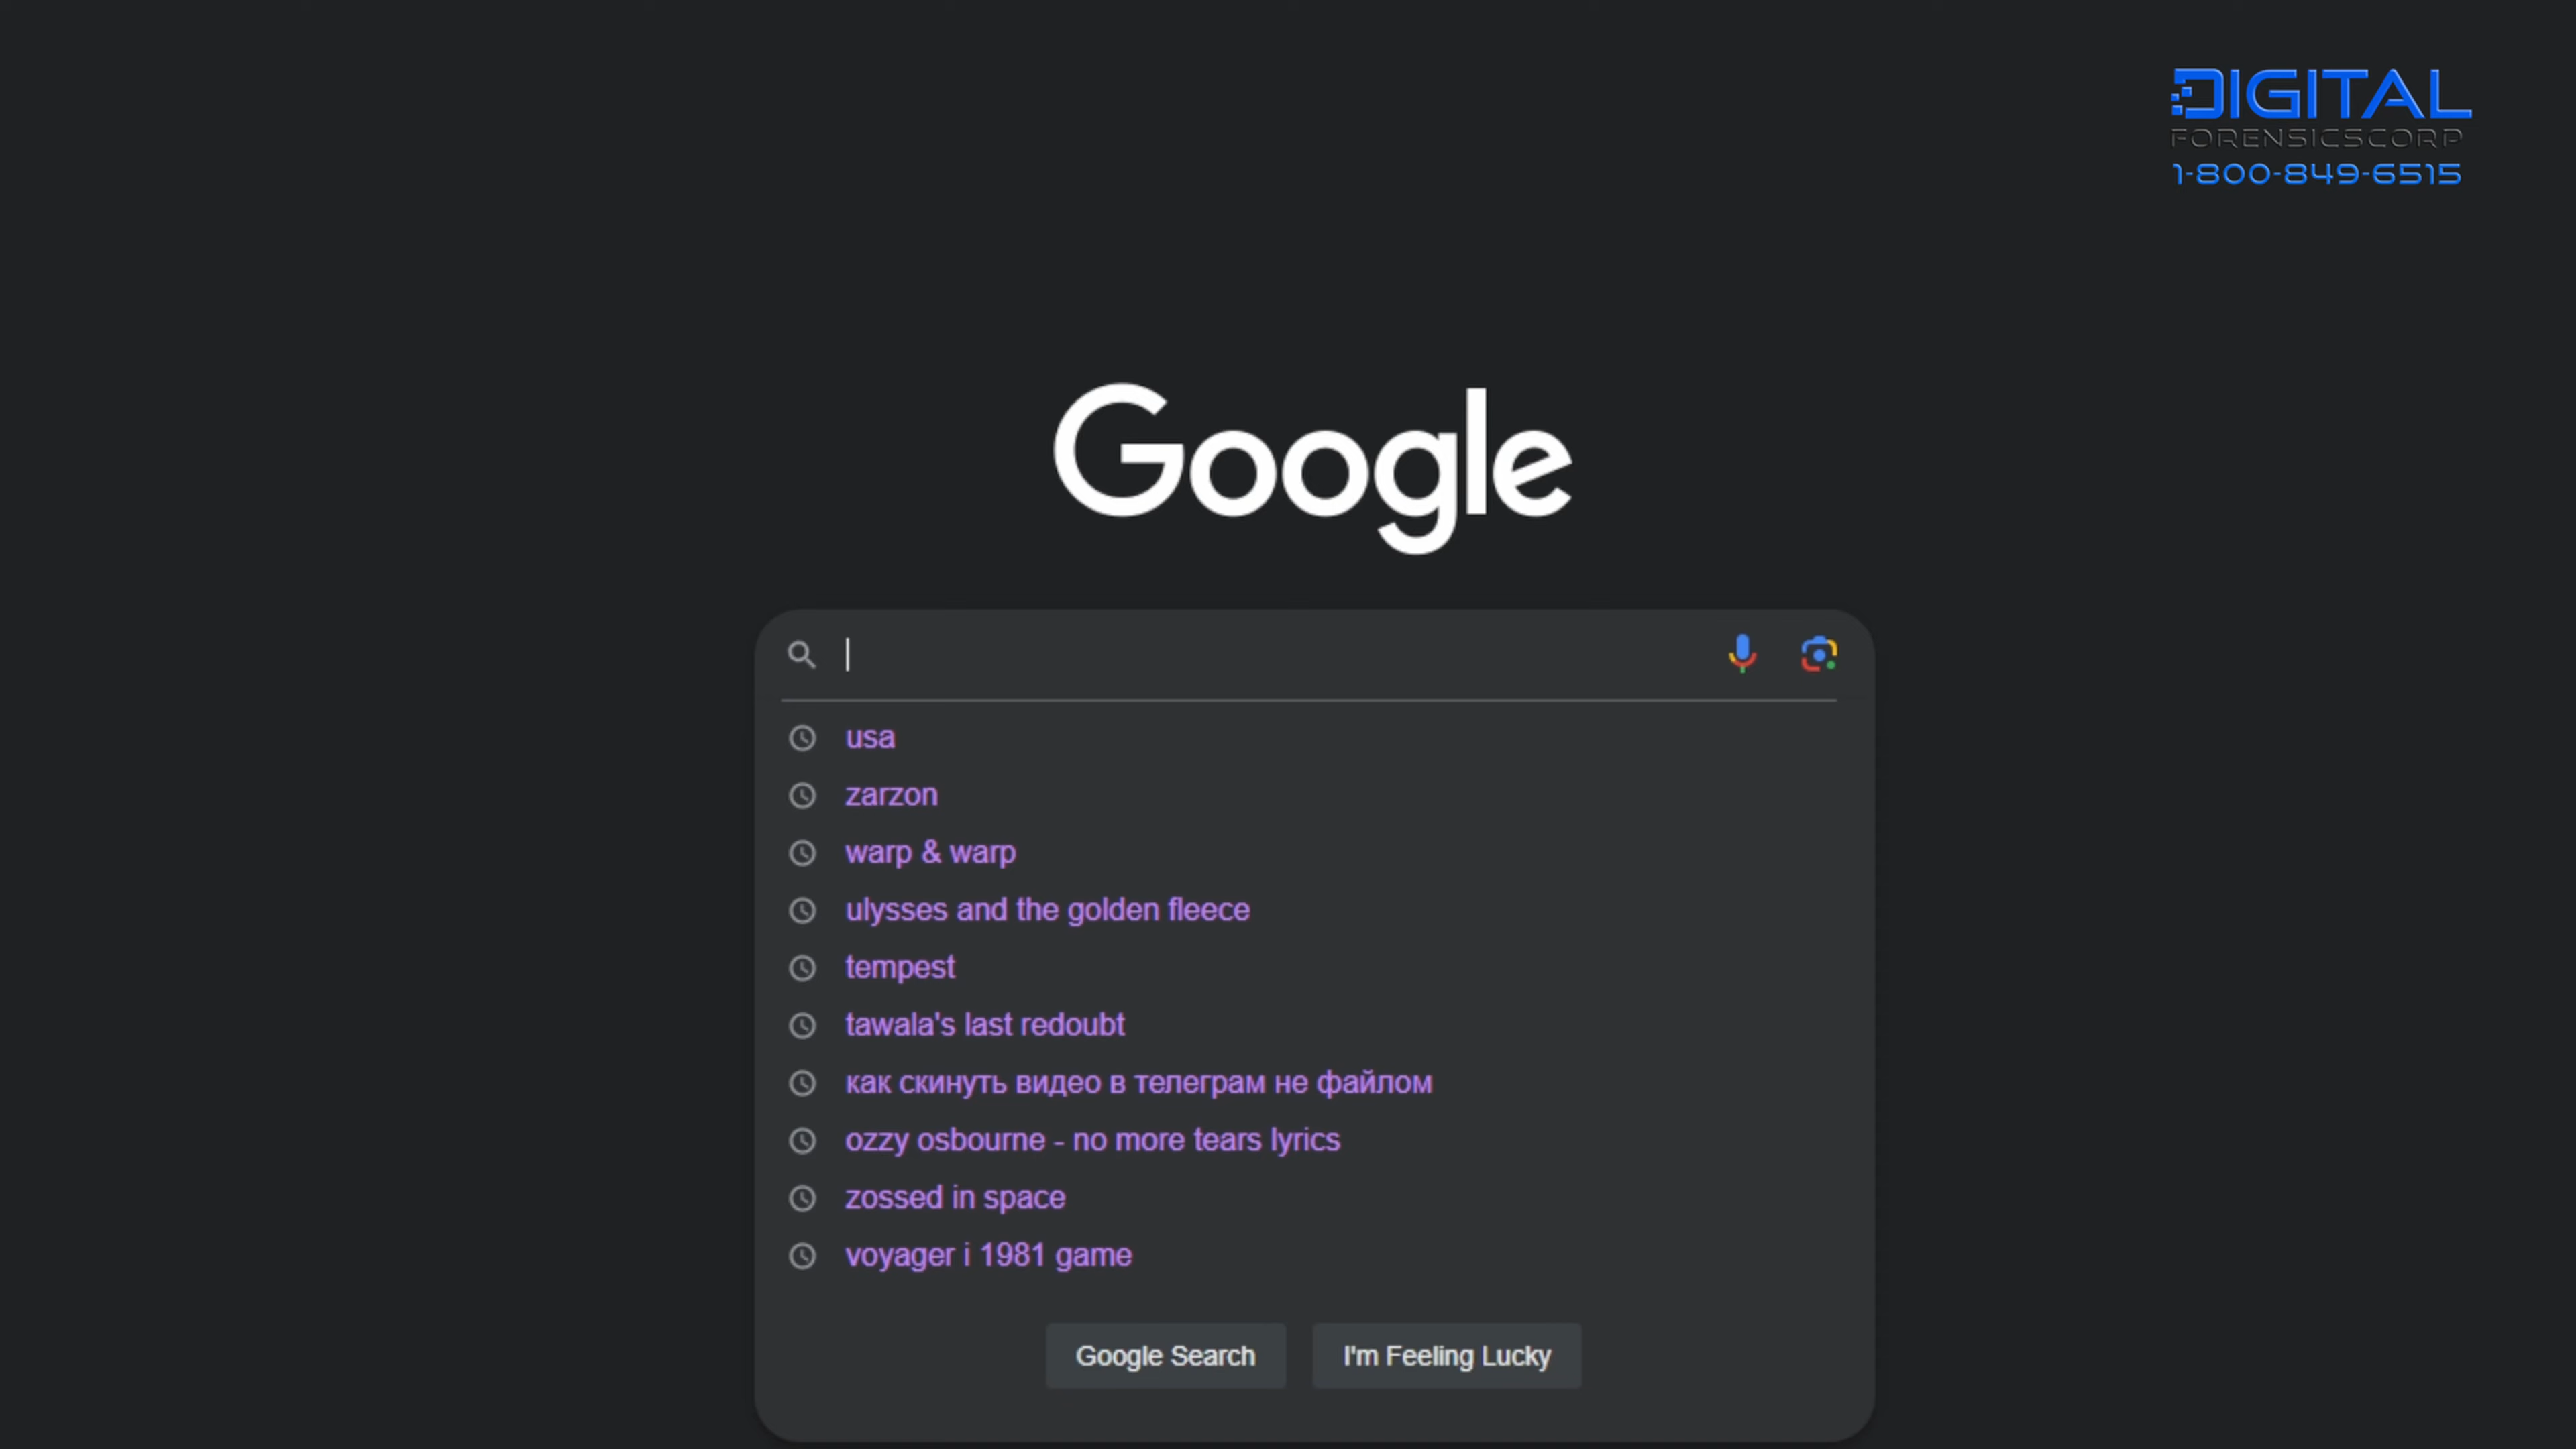 DIGITAL
FORENSICSCORP
1-800-849-6515
Google
usa
zarzon
warp & warp
ulysses and the golden fleece
tempest
tawala's last redoubt
как скинуть видео в телеграм не файлом
ozzy osbourne - no more tears lyrics
zossed in space
voyager i 1981 game
Google Search
I'm Feeling Lucky